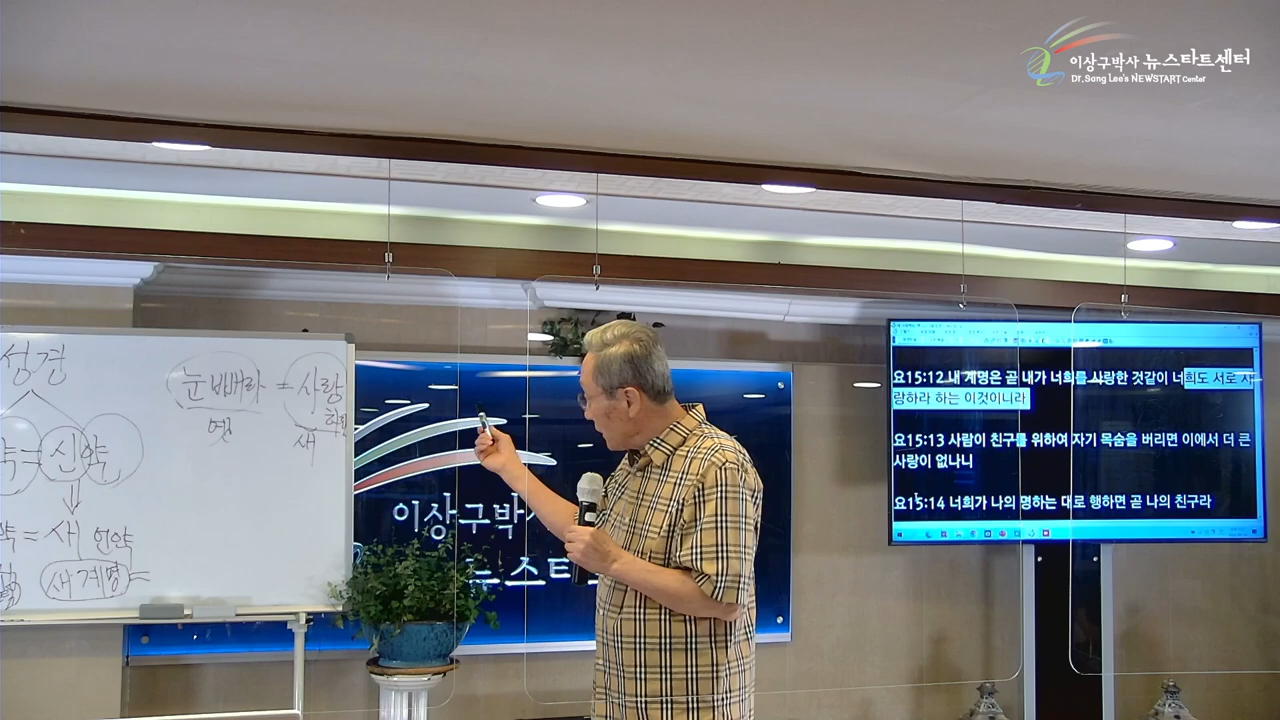 이상구박사 뉴스타트센터
Dr. Sang Lee's NEWSTART Center
성경
눈 빼라 = 사랑
옛
새
약=신약
약=새 언약
새계명=
이상구박
뉴스타트
요15:12 내 계명은 곧 내가 너희를 사랑한 것같이 너희도 서로 사
랑하라 하는 이것이니라
요15:13 사람이 친구를 위하여 자기 목숨을 버리면 이에서 더 큰
사랑이 없나니
요15:14 너희가 나의 명하는 대로 행하면 곧 나의 친구라